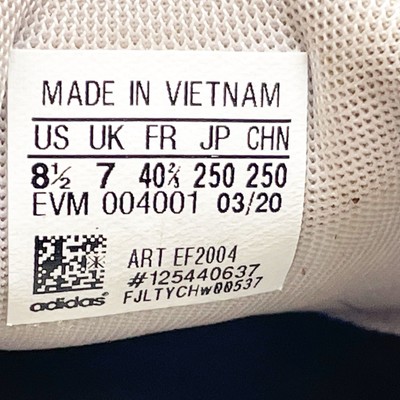 MADE IN VIETNAM
US UK FR JP CHN
8½ 7 40⅔ 250 250
EVM 004001 03/20
ART EF2004
#125440637
FJLTYCHw00537
adidas